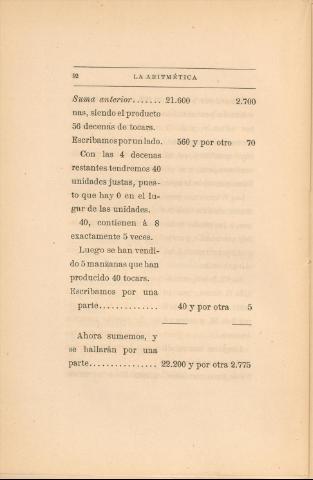 92 LA ARITMÉTICA
Suma anterior....... 21.600 2.700
nas, siendo el producto
56 decenas de tocars.
Escribamos por un lado. 560 y por otro 70
Con las 4 decenas
restantes tendremos 40
unidades justas, pues-
to que hay 0 en el lu-
gar de las unidades.
40, contienen á 8
exactamente 5 veces.
Luego se han vendi-
do 5 manzanas que han
producido 40 tocars.
Escribamos por una
parte.............. 40 y por otra 5
Ahora sumemos, y
se hallarán por una
parte................ 22.200 y por otra 2.775